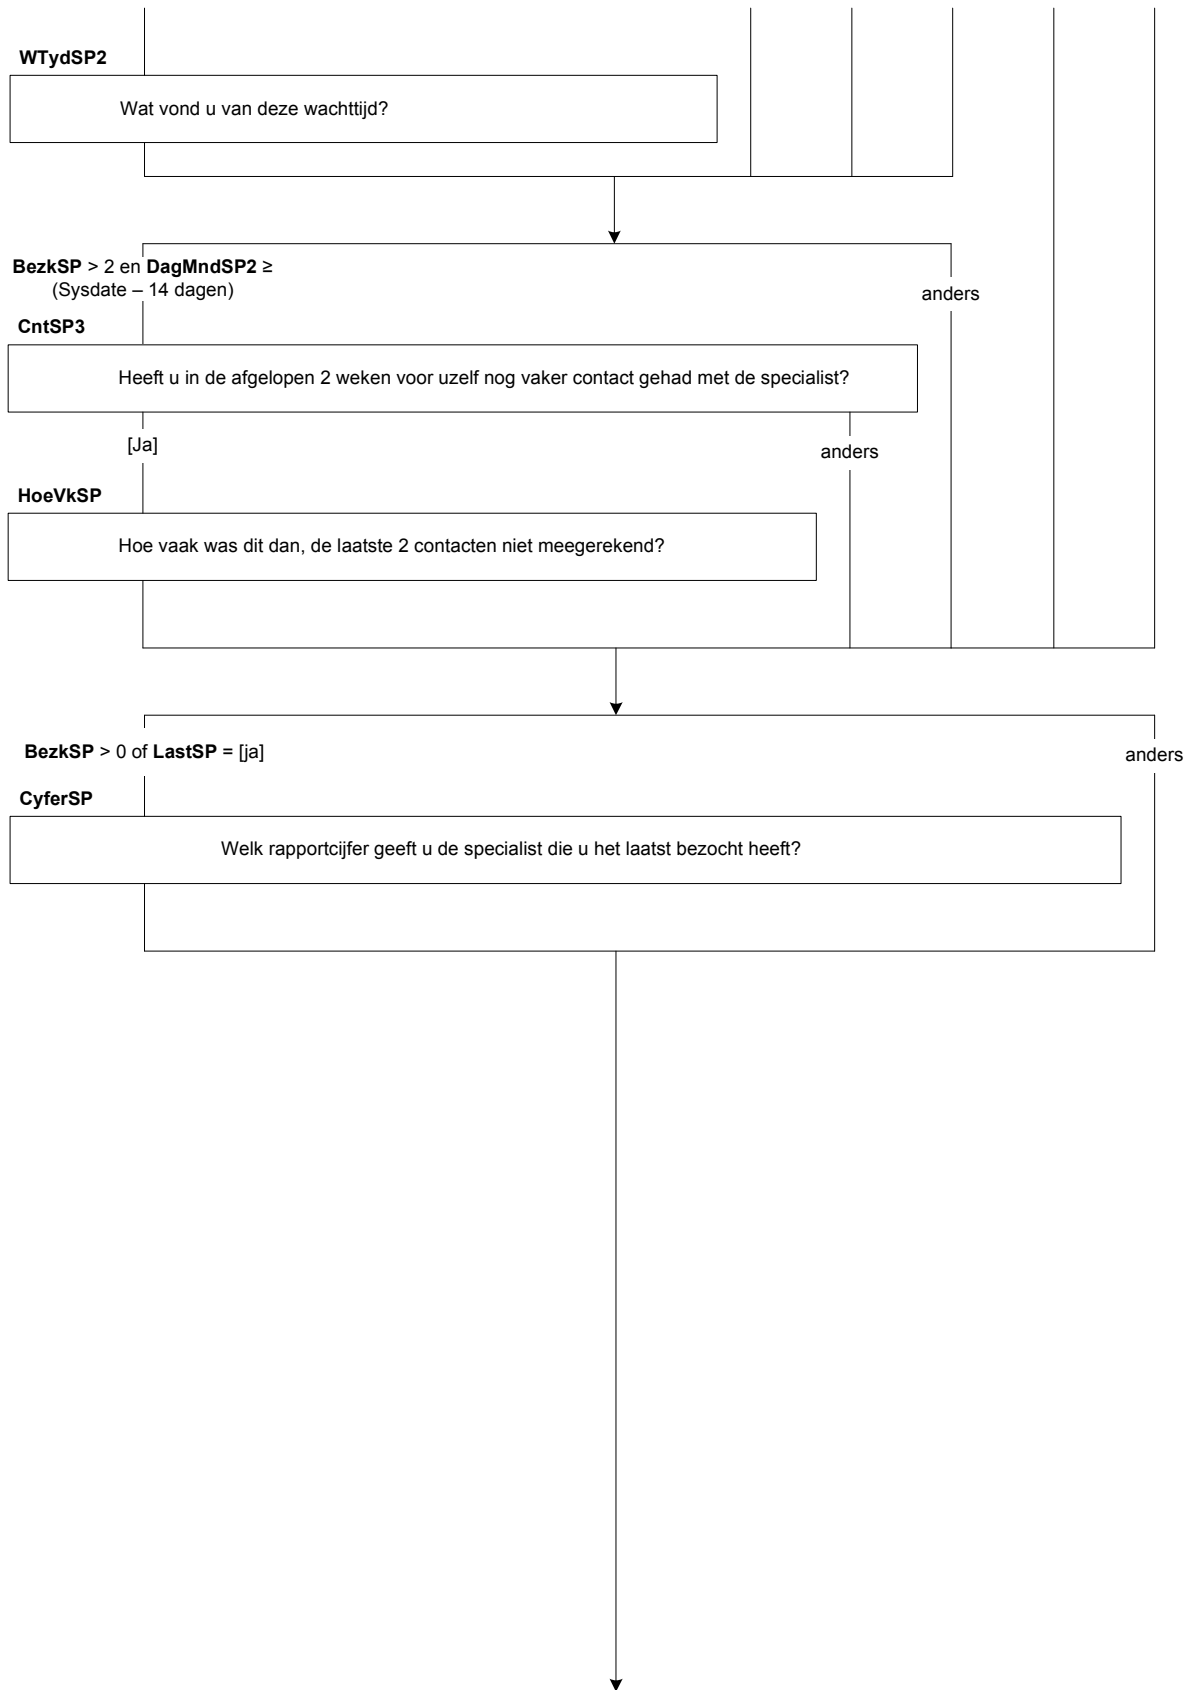 WTydSP2
Wat vond u van deze wachttijd?
BezkSP > 2 en DagMndSP2 ≥
(Sysdate – 14 dagen)
anders
CntSP3
Heeft u in de afgelopen 2 weken voor uzelf nog vaker contact gehad met de specialist?
[Ja]
anders
HoeVkSP
Hoe vaak was dit dan, de laatste 2 contacten niet meegerekend?
BezkSP > 0 of LastSP = [ja]
anders
CyferSP
Welk rapportcijfer geeft u de specialist die u het laatst bezocht heeft?